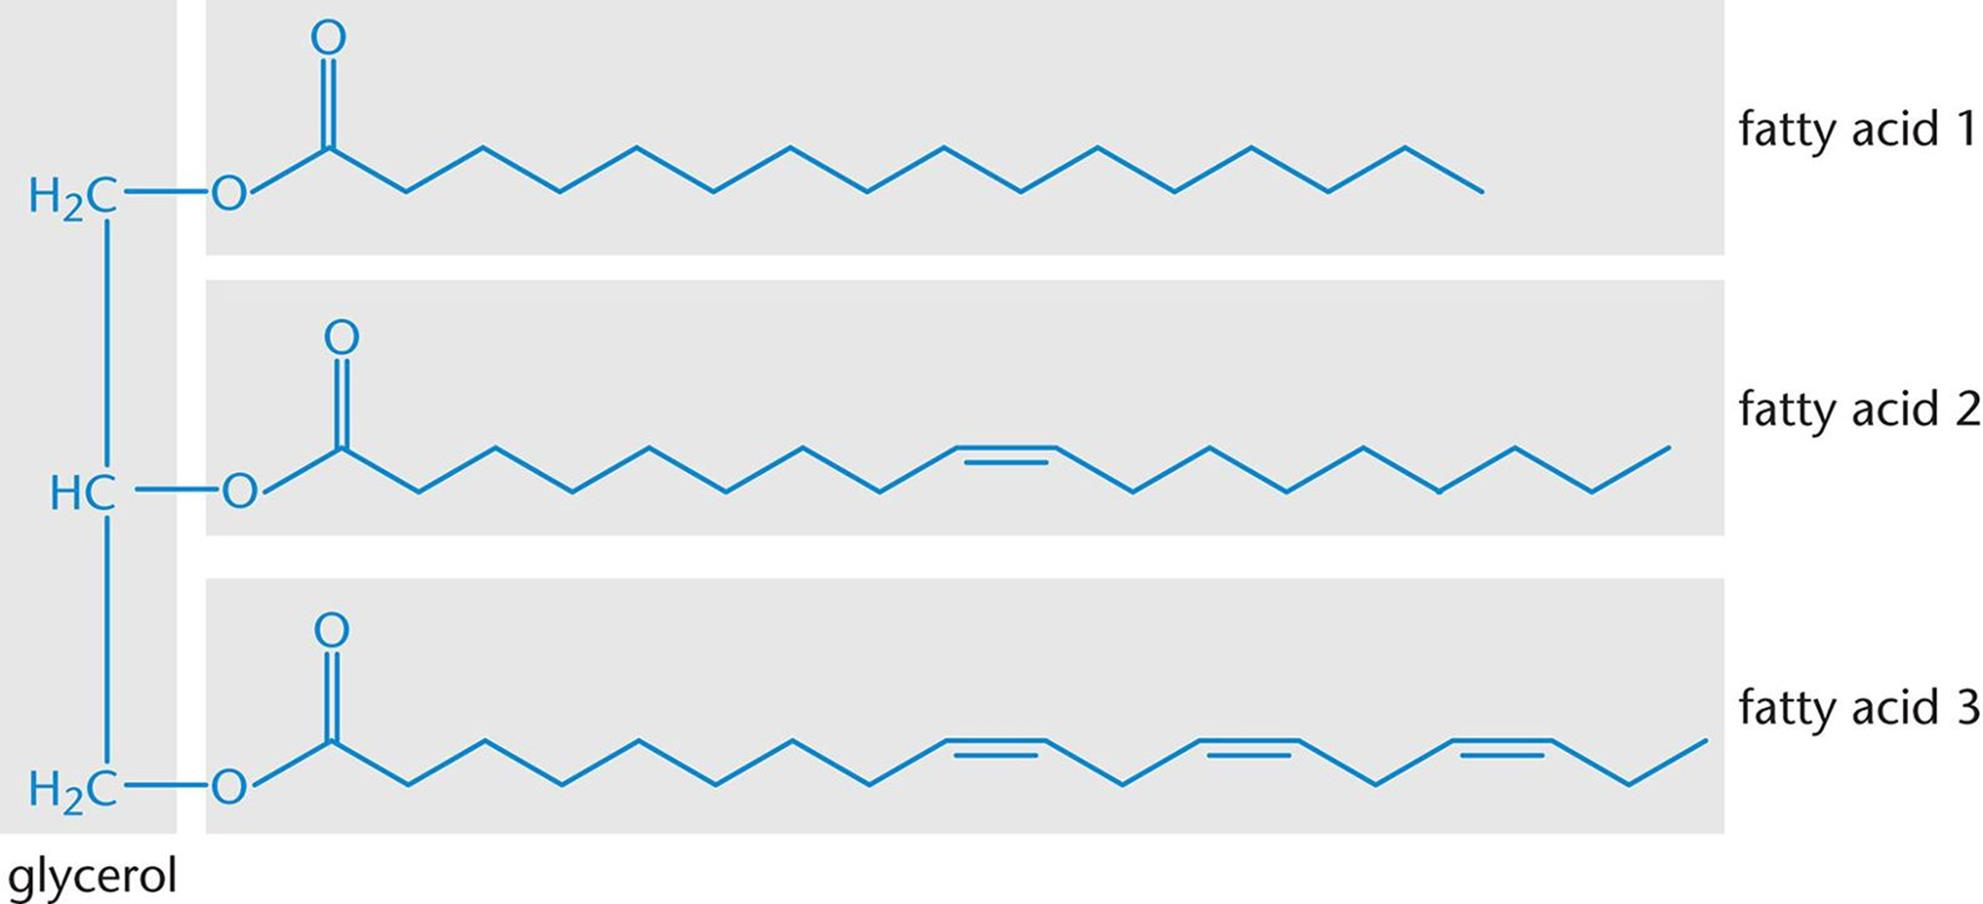 O
H₂C O
fatty acid 1
O
HC O
fatty acid 2
O
H₂C O
fatty acid 3
glycerol